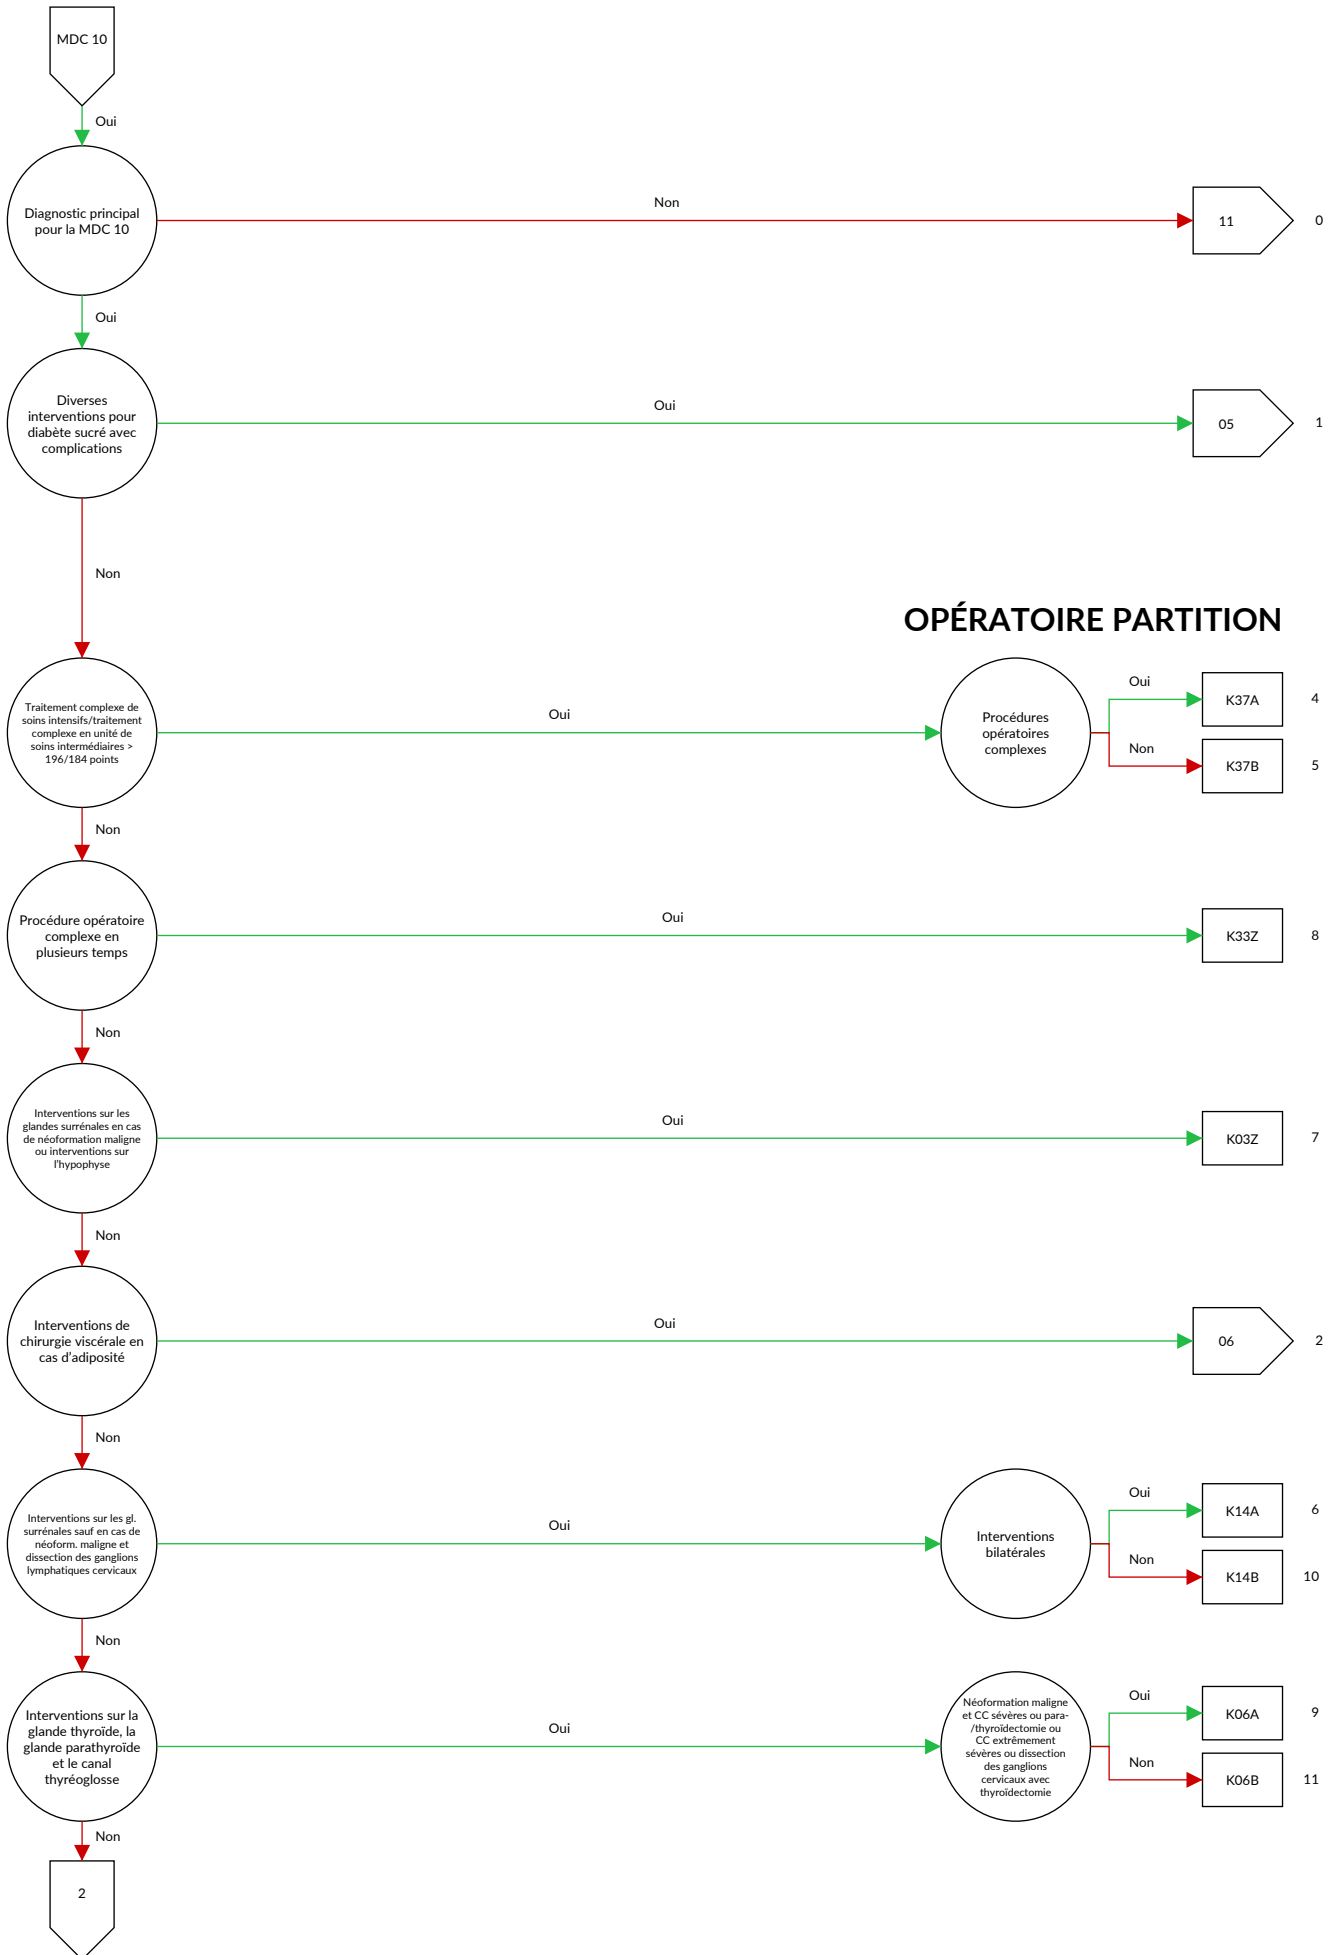 MDC 10
Oui
Diagnostic principal
pour la MDC 10
Non
11
0
Oui
Diverses
interventions pour
diabète sucré avec
complications
Oui
05
1
Non
OPÉRATOIRE PARTITION
Traitement complexe de
soins intensifs/traitement
complexe en unité de
soins intermédiaires >
196/184 points
Oui
Procédures
opératoires
complexes
Oui
K37A
4
Non
K37B
5
Non
Procédure opératoire
complexe en
plusieurs temps
Oui
K33Z
8
Non
Interventions sur les
glandes surrénales en cas
de néoformation maligne
ou interventions sur
l'hypophyse
Oui
K03Z
7
Non
Interventions de
chirurgie viscérale en
cas d'adiposité
Oui
06
2
Non
Interventions sur les gl.
surrénales sauf en cas de
néoform. maligne et
dissection des ganglions
lymphatiques cervicaux
Oui
Interventions
bilatérales
Oui
K14A
6
Non
K14B
10
Non
Interventions sur la
glande thyroïde, la
glande parathyroïde
et le canal
thyréoglosse
Oui
Néoformation maligne
et CC sévères ou para-
/thyroïdectomie ou
CC extrêmement
sévères ou dissection
des ganglions
cervicaux avec
thyroïdectomie
Oui
K06A
9
Non
K06B
11
Non
2